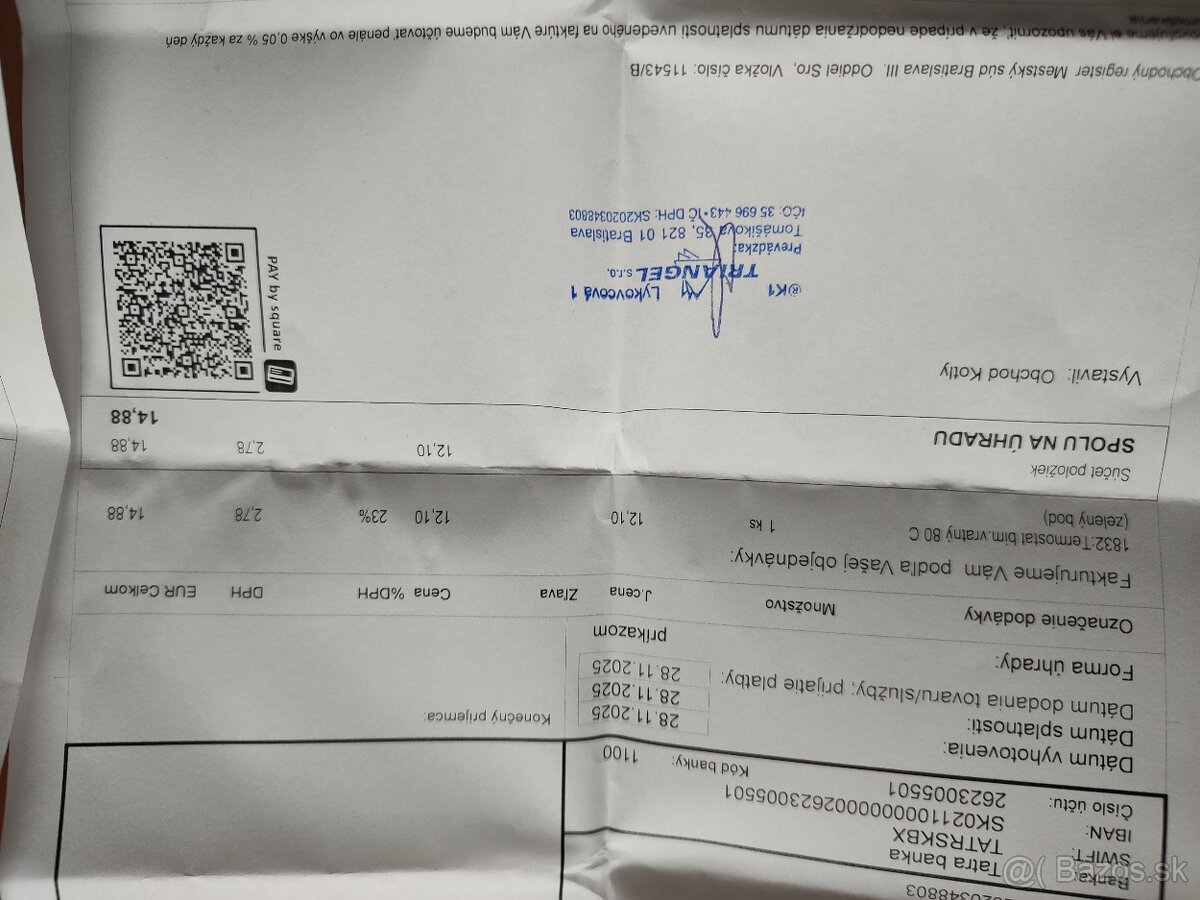 2020348803
Banka: Tatra banka
SWIFT: TATRSKBX
IBAN: SK0211000000002623005501
Číslo účtu: 2623005501 Kód banky: 1100
Dátum vyhotovenia: 28.11.2025
Dátum splatnosti: 28.11.2025
Dátum dodania tovaru/služby; prijatie platby: 28.11.2025
Forma úhrady: príkazom
Konečný príjemca:
Označenie dodávky Množstvo J.cena Zľava Cena %DPH DPH EUR Celkom
Fakturujeme Vám podľa Vašej objednávky:
1832:Termostat bim.vratný 80 C 1 ks 12,10 12,10 23% 2,78 14,88
(zelený bod)
Súčet položiek 12,10 2,78 14,88
SPOLU NA ÚHRADU 14,88
Vystavil: Obchod Kotly
PAY by square
®K1 Lykovcová 1
TRIANGEL s.r.o.
Prevádzka:
Tomášikova 35, 821 01 Bratislava
IČO: 35 696 443•IČ DPH: SK2020348803
Obchodný register Mestský súd Bratislava III. Oddiel Sro, Vložka číslo: 11543/B
si Vás upozorniť, že v prípade nedodržania dátumu splatnosti uvedeného na faktúre Vám budeme účtovať penále vo výške 0,05 % za každý deň
Bazos.sk